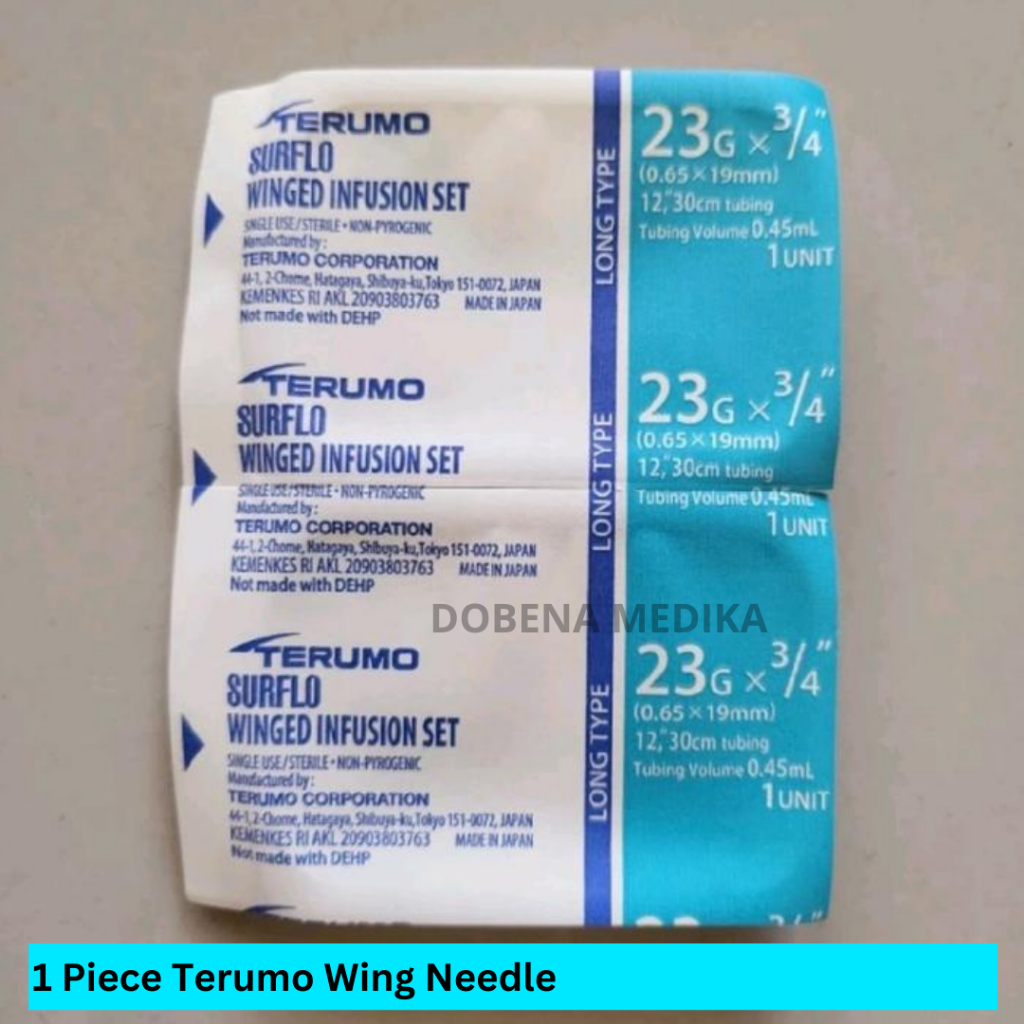 TERUMO
SURFLO
WINGED INFUSION SET
SINGLE USE/STERILE • NON-PYROGENIC
Manufactured by :
TERUMO CORPORATION
44-1, 2-Chome, Hatagaya, Shibuya-ku, Tokyo 151-0072, JAPAN
KEMENKES RI AKL 20903803763 MADE IN JAPAN
Not made with DEHP
LONG TYPE
23G × 3/4"
(0.65 × 19mm)
12," 30cm tubing
Tubing Volume 0.45mL
1 UNIT
TERUMO
SURFLO
WINGED INFUSION SET
SINGLE USE/STERILE • NON-PYROGENIC
Manufactured by :
TERUMO CORPORATION
44-1, 2-Chome, Hatagaya, Shibuya-ku, Tokyo 151-0072, JAPAN
KEMENKES RI AKL 20903803763 MADE IN JAPAN
Not made with DEHP
LONG TYPE
23G × 3/4"
(0.65 × 19mm)
12," 30cm tubing
Tubing Volume 0.45mL
1 UNIT
DOBENA MEDIKA
TERUMO
SURFLO
WINGED INFUSION SET
SINGLE USE/STERILE • NON-PYROGENIC
Manufactured by :
TERUMO CORPORATION
44-1, 2-Chome, Hatagaya, Shibuya-ku, Tokyo 151-0072, JAPAN
KEMENKES RI AKL 20903803763 MADE IN JAPAN
Not made with DEHP
LONG TYPE
23G × 3/4"
(0.65 × 19mm)
12," 30cm tubing
Tubing Volume 0.45mL
1 UNIT
1 Piece Terumo Wing Needle